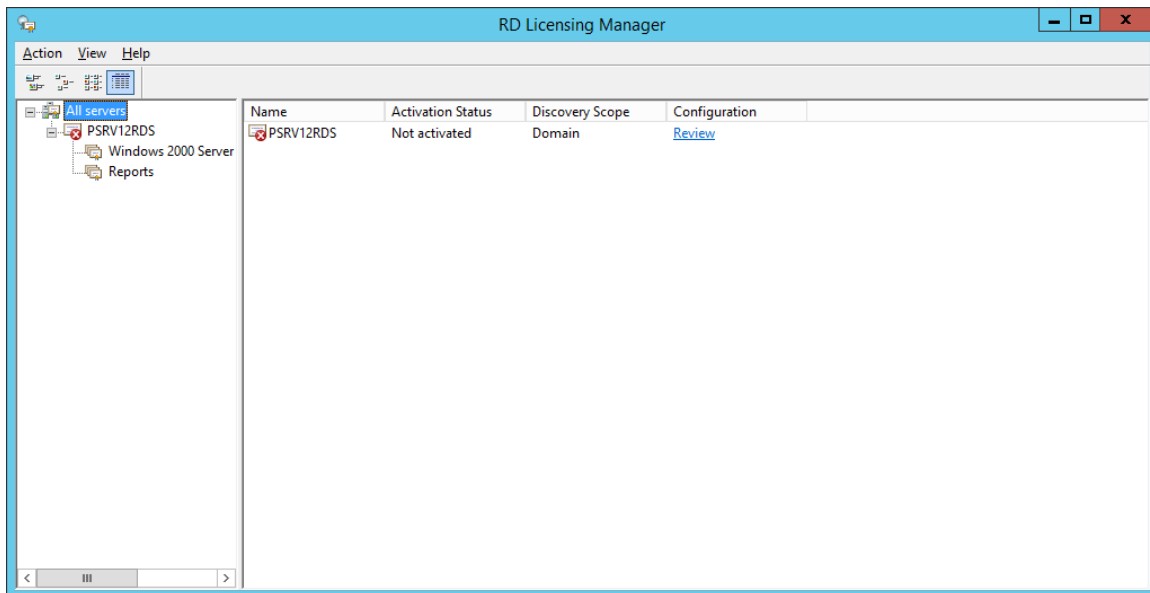 RD Licensing Manager
Action View Help
All servers
PSRV12RDS
Windows 2000 Server
Reports
Name Activation Status Discovery Scope Configuration
PSRV12RDS Not activated Domain Review